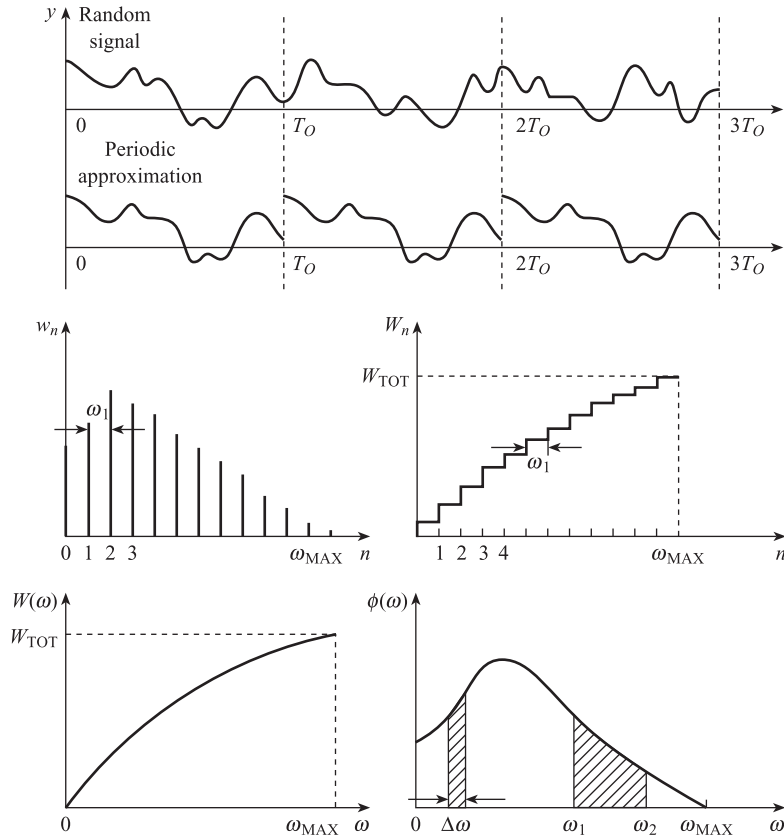 y Random
signal
0 T_O 2T_O 3T_O
Periodic
approximation
0 T_O 2T_O 3T_O
w_n
ω_1
0 1 2 3 ω_MAX n
W_n
W_TOT
ω_1
1 2 3 4 ω_MAX n
W(ω)
W_TOT
0 ω_MAX ω
ϕ(ω)
0 Δω ω_1 ω_2 ω_MAX ω